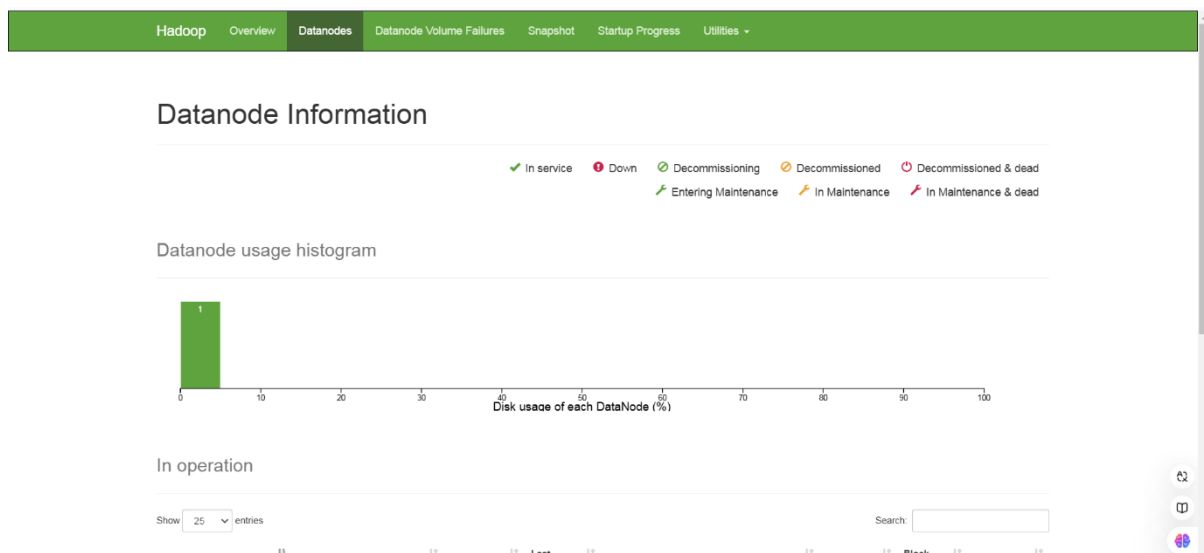 Hadoop Overview Datanodes Datanode Volume Failures Snapshot Startup Progress Utilities
Datanode Information
In service Down Decommissioning Decommissioned Decommissioned & dead
Entering Maintenance In Maintenance In Maintenance & dead
Datanode usage histogram
1
0 10 20 30 40 50 60 70 80 90 100
Disk usage of each DataNode (%)
In operation
Show 25 entries Search:
Last Block